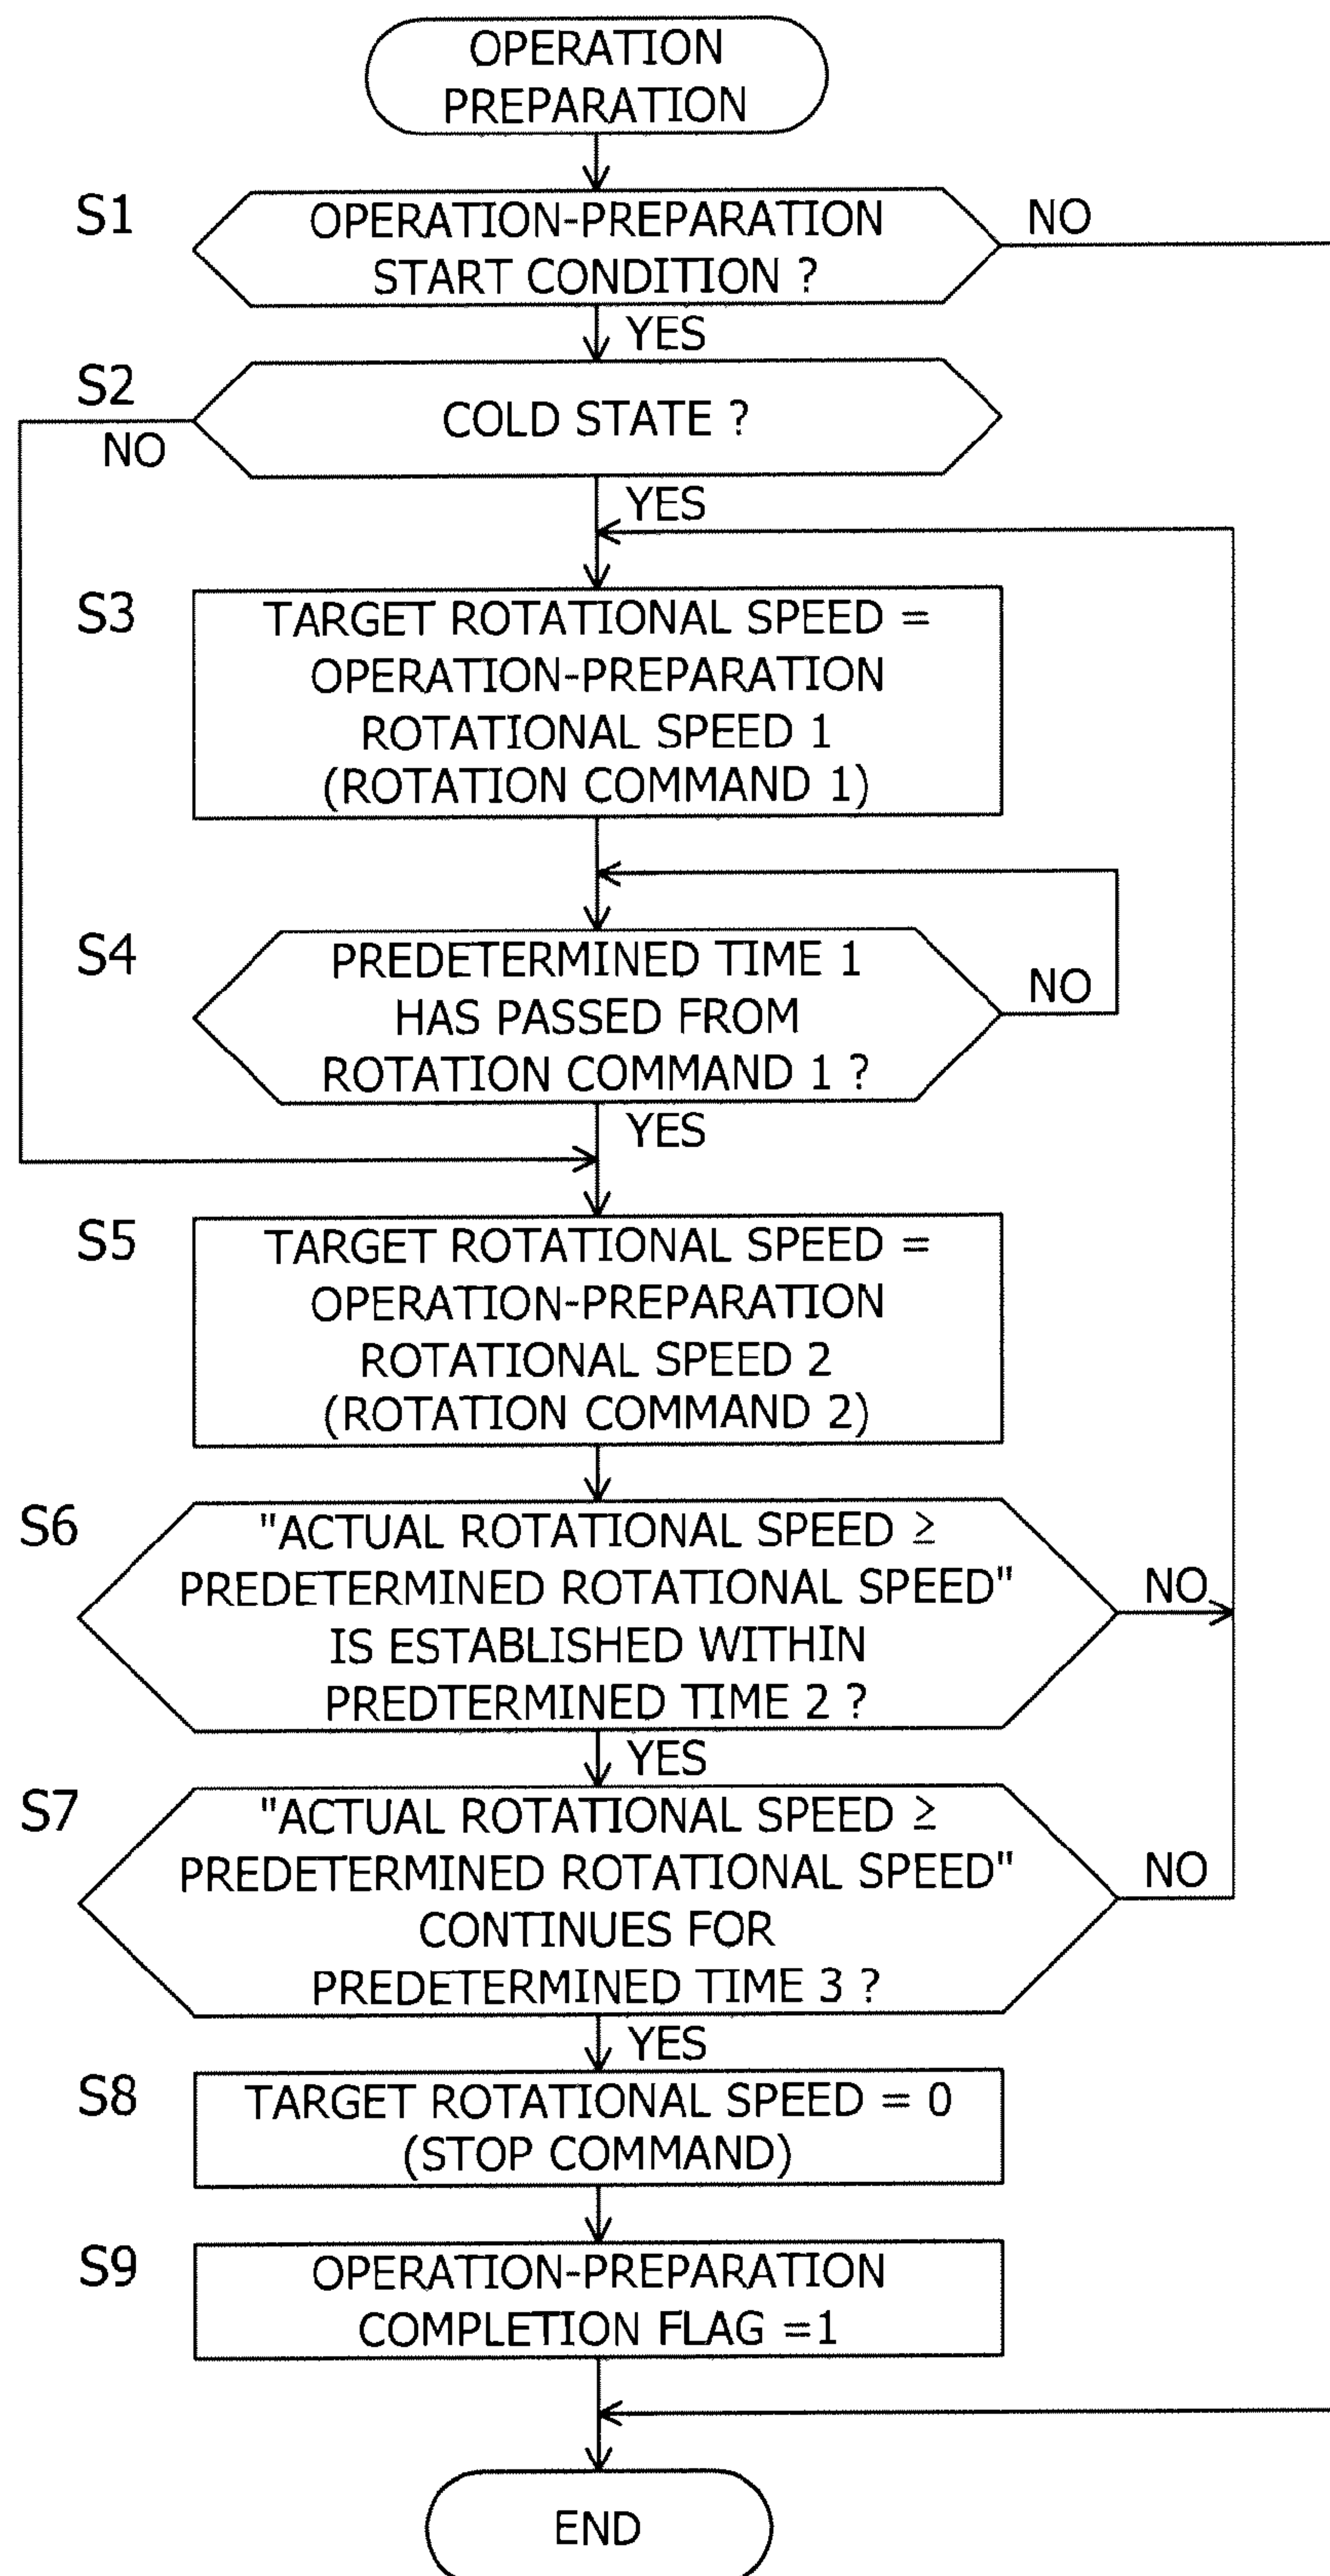 OPERATION
PREPARATION
S1
OPERATION-PREPARATION
START CONDITION ?
NO
YES
S2
COLD STATE ?
NO
YES
S3
TARGET ROTATIONAL SPEED =
OPERATION-PREPARATION
ROTATIONAL SPEED 1
(ROTATION COMMAND 1)
S4
PREDETERMINED TIME 1
HAS PASSED FROM
ROTATION COMMAND 1 ?
NO
YES
S5
TARGET ROTATIONAL SPEED =
OPERATION-PREPARATION
ROTATIONAL SPEED 2
(ROTATION COMMAND 2)
S6
"ACTUAL ROTATIONAL SPEED ≥
PREDETERMINED ROTATIONAL SPEED"
IS ESTABLISHED WITHIN
PREDTERMINED TIME 2 ?
NO
YES
S7
"ACTUAL ROTATIONAL SPEED ≥
PREDETERMINED ROTATIONAL SPEED"
CONTINUES FOR
PREDETERMINED TIME 3 ?
NO
YES
S8
TARGET ROTATIONAL SPEED = 0
(STOP COMMAND)
S9
OPERATION-PREPARATION
COMPLETION FLAG =1
END